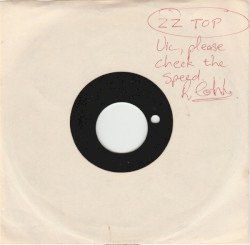 ZZ TOP
Vic, please
check the
speed